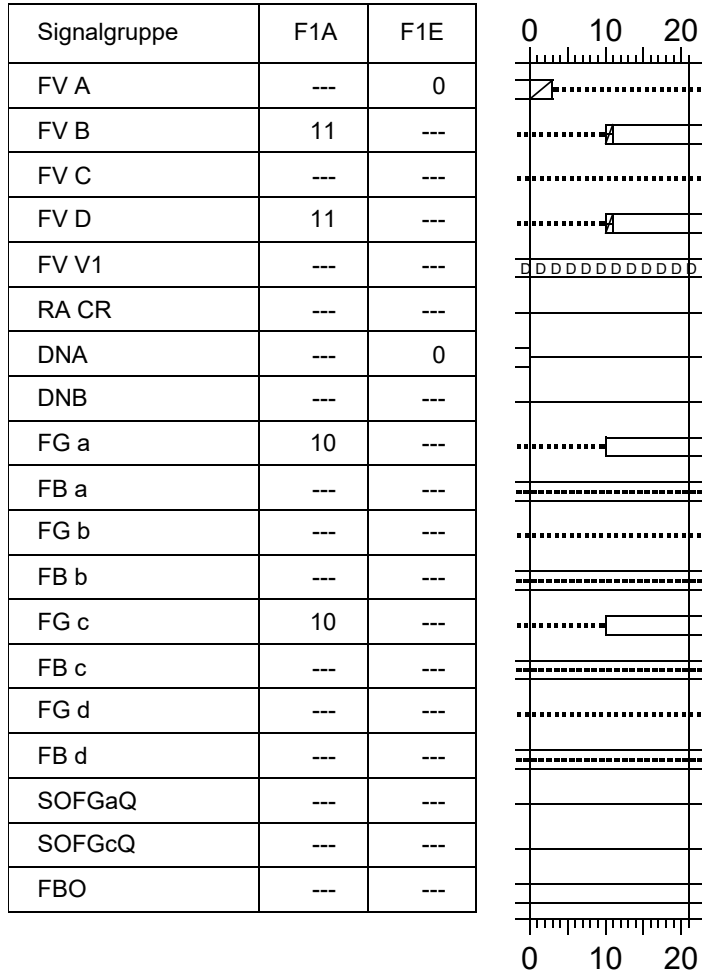 Signalgruppe F1A F1E 0 10 20
FV A --- 0
FV B 11 ---
FV C --- ---
FV D 11 ---
FV V1 --- --- D D D D D D D D D D D D
RA CR --- ---
DNA --- 0
DNB --- ---
FG a 10 ---
FB a --- ---
FG b --- ---
FB b --- ---
FG c 10 ---
FB c --- ---
FG d --- ---
FB d --- ---
SOFGaQ --- ---
SOFGcQ --- ---
FBO --- ---
0 10 20